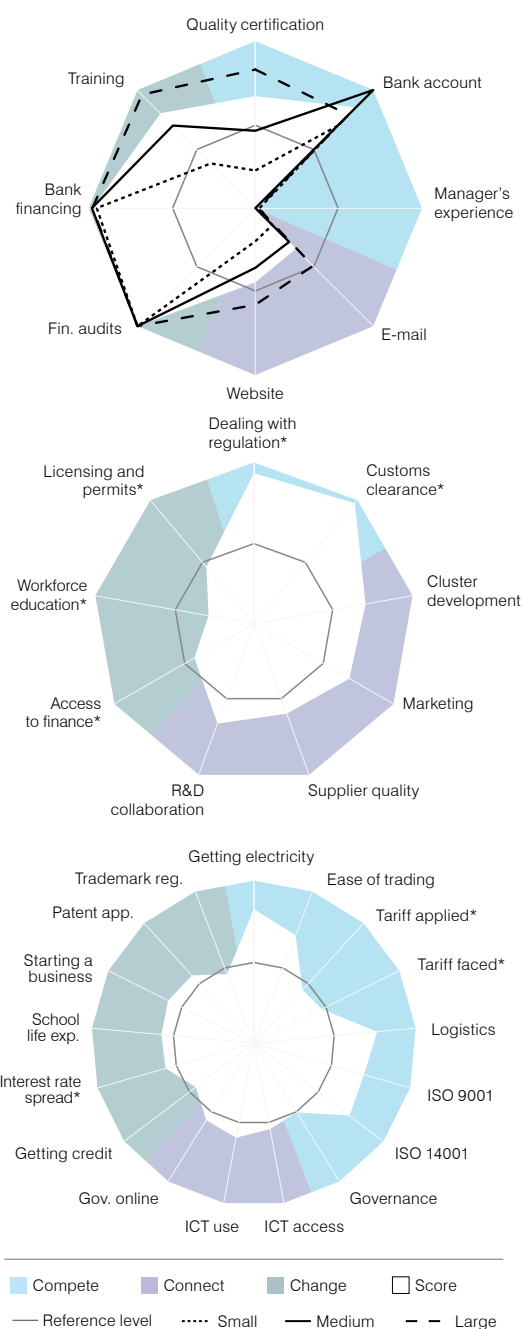 Quality certification
Training
Bank account
Bank
financing
Manager's
experience
Fin. audits
E-mail
Website
Dealing with
regulation*
Licensing and
permits*
Customs
clearance*
Workforce
education*
Cluster
development
Access
to finance*
Marketing
R&D
collaboration
Supplier quality
Getting electricity
Trademark reg.
Ease of trading
Patent app.
Tariff applied*
Starting a
business
Tariff faced*
School
life exp.
Logistics
Interest rate
spread*
ISO 9001
Getting credit
ISO 14001
Gov. online
Governance
ICT use
ICT access
Compete
Connect
Change
Score
Reference level
Small
Medium
Large